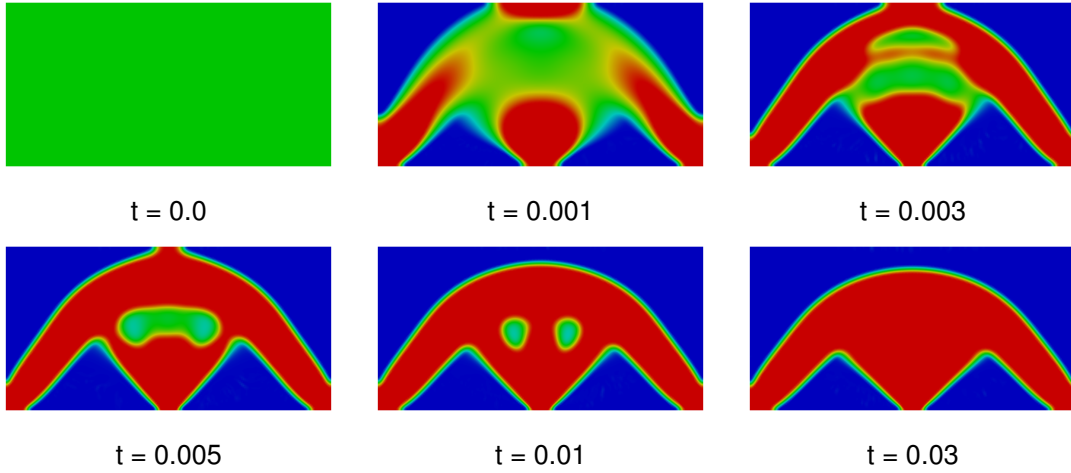 t = 0.0
t = 0.001
t = 0.003
t = 0.005
t = 0.01
t = 0.03